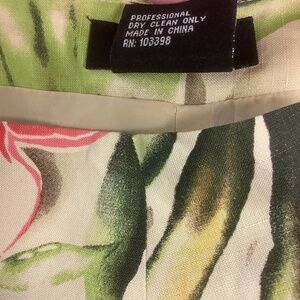 PROFESSIONAL
DRY CLEAN ONLY
MADE IN CHINA
RN: 103398